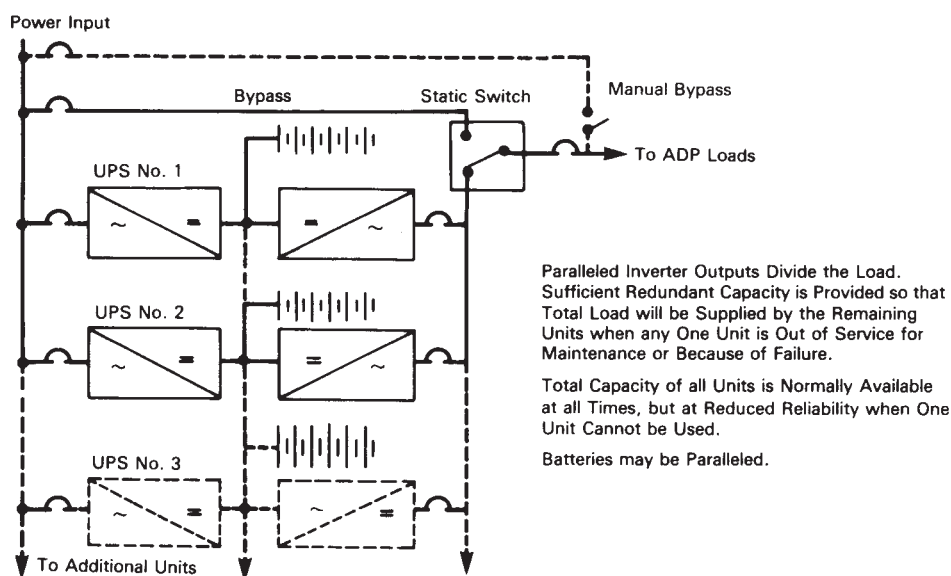 Power Input
Manual Bypass
Bypass
Static Switch
To ADP Loads
UPS No. 1
~ =
= ~
Paralleled Inverter Outputs Divide the Load.
Sufficient Redundant Capacity is Provided so that
Total Load will be Supplied by the Remaining
Units when any One Unit is Out of Service for
Maintenance or Because of Failure.
UPS No. 2
~ =
= ~
Total Capacity of all Units is Normally Available
at all Times, but at Reduced Reliability when One
Unit Cannot be Used.
Batteries may be Paralleled.
UPS No. 3
~ =
~ =
To Additional Units